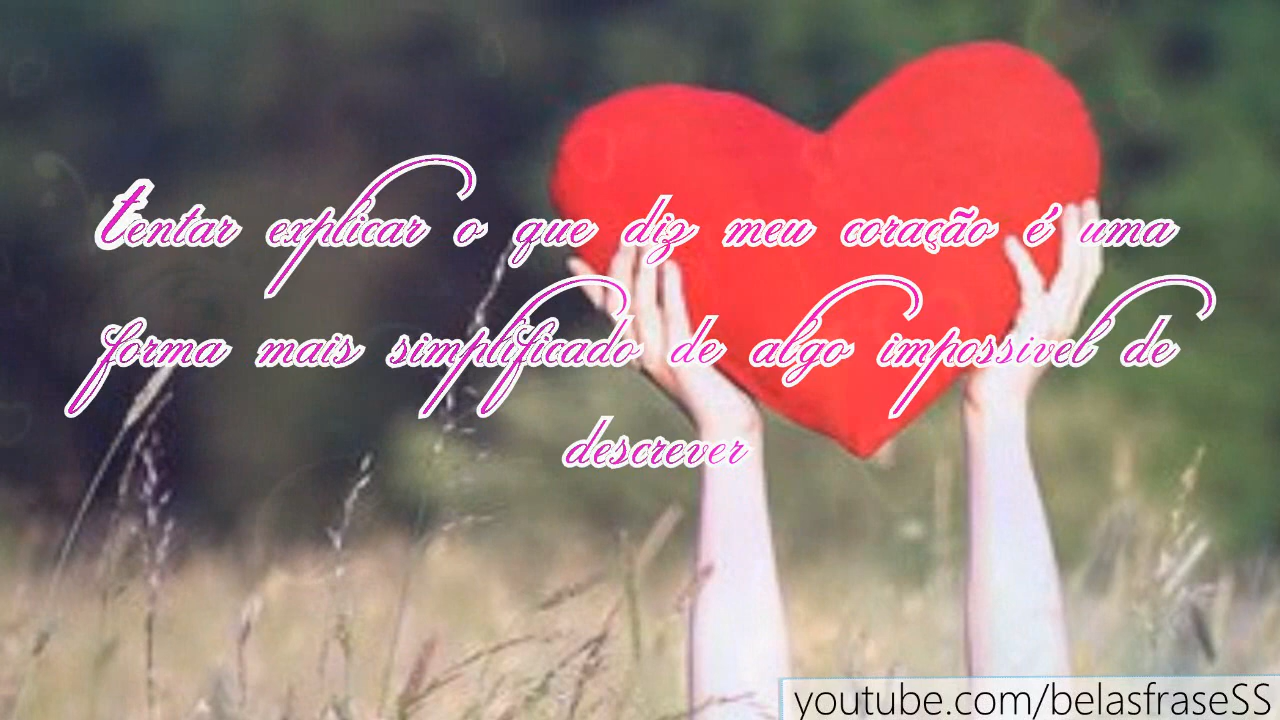 Tentar explicar o que diz meu coração é uma
forma mais simplificado de algo impossivel de
descrever
youtube.com/belasfraseSS